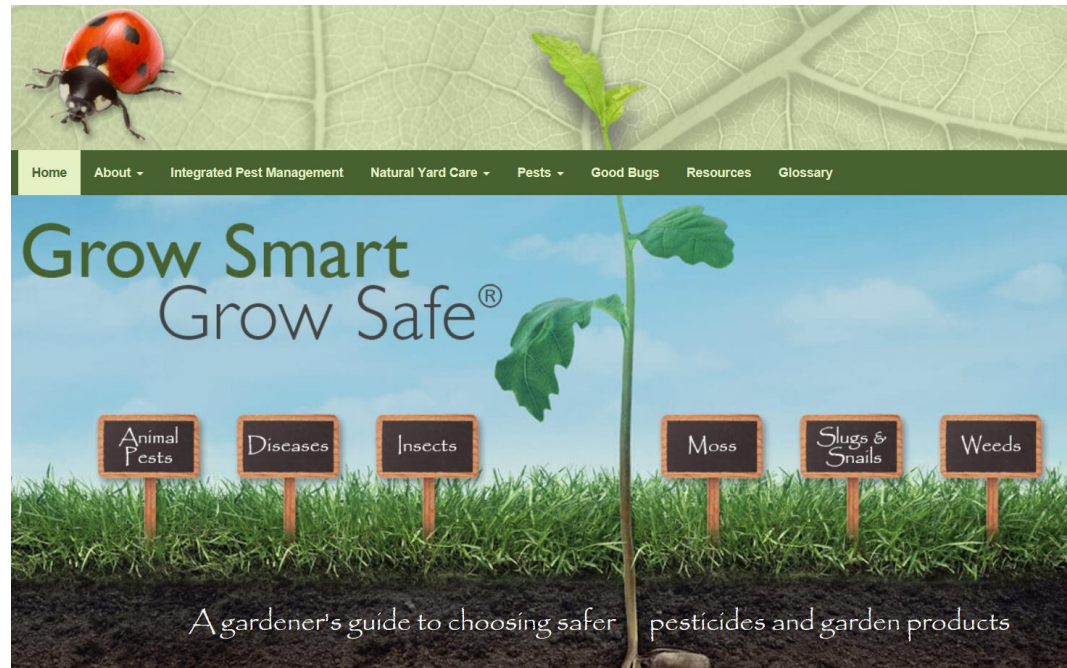 Home About Integrated Pest Management Natural Yard Care Pests Good Bugs Resources Glossary
Grow Smart
Grow Safe®
Animal
Pests
Diseases
Insects
Moss
Slugs &
Snails
Weeds
A gardener's guide to choosing safer pesticides and garden products